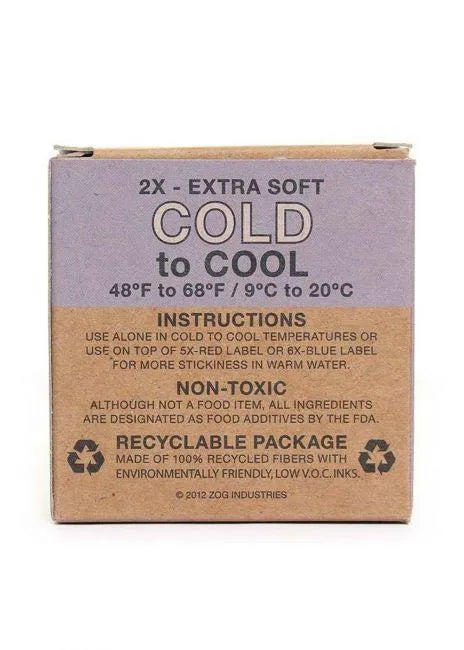 2X - EXTRA SOFT
COLD
to COOL
48°F to 68°F / 9°C to 20°C
INSTRUCTIONS
USE ALONE IN COLD TO COOL TEMPERATURES OR
USE ON TOP OF 5X-RED LABEL OR 6X-BLUE LABEL
FOR MORE STICKINESS IN WARM WATER.
NON-TOXIC
ALTHOUGH NOT A FOOD ITEM, ALL INGREDIENTS
ARE DESIGNATED AS FOOD ADDITIVES BY THE FDA.
RECYCLABLE PACKAGE
MADE OF 100% RECYCLED FIBERS WITH
ENVIRONMENTALLY FRIENDLY, LOW V.O.C. INKS.
© 2012 ZOG INDUSTRIES